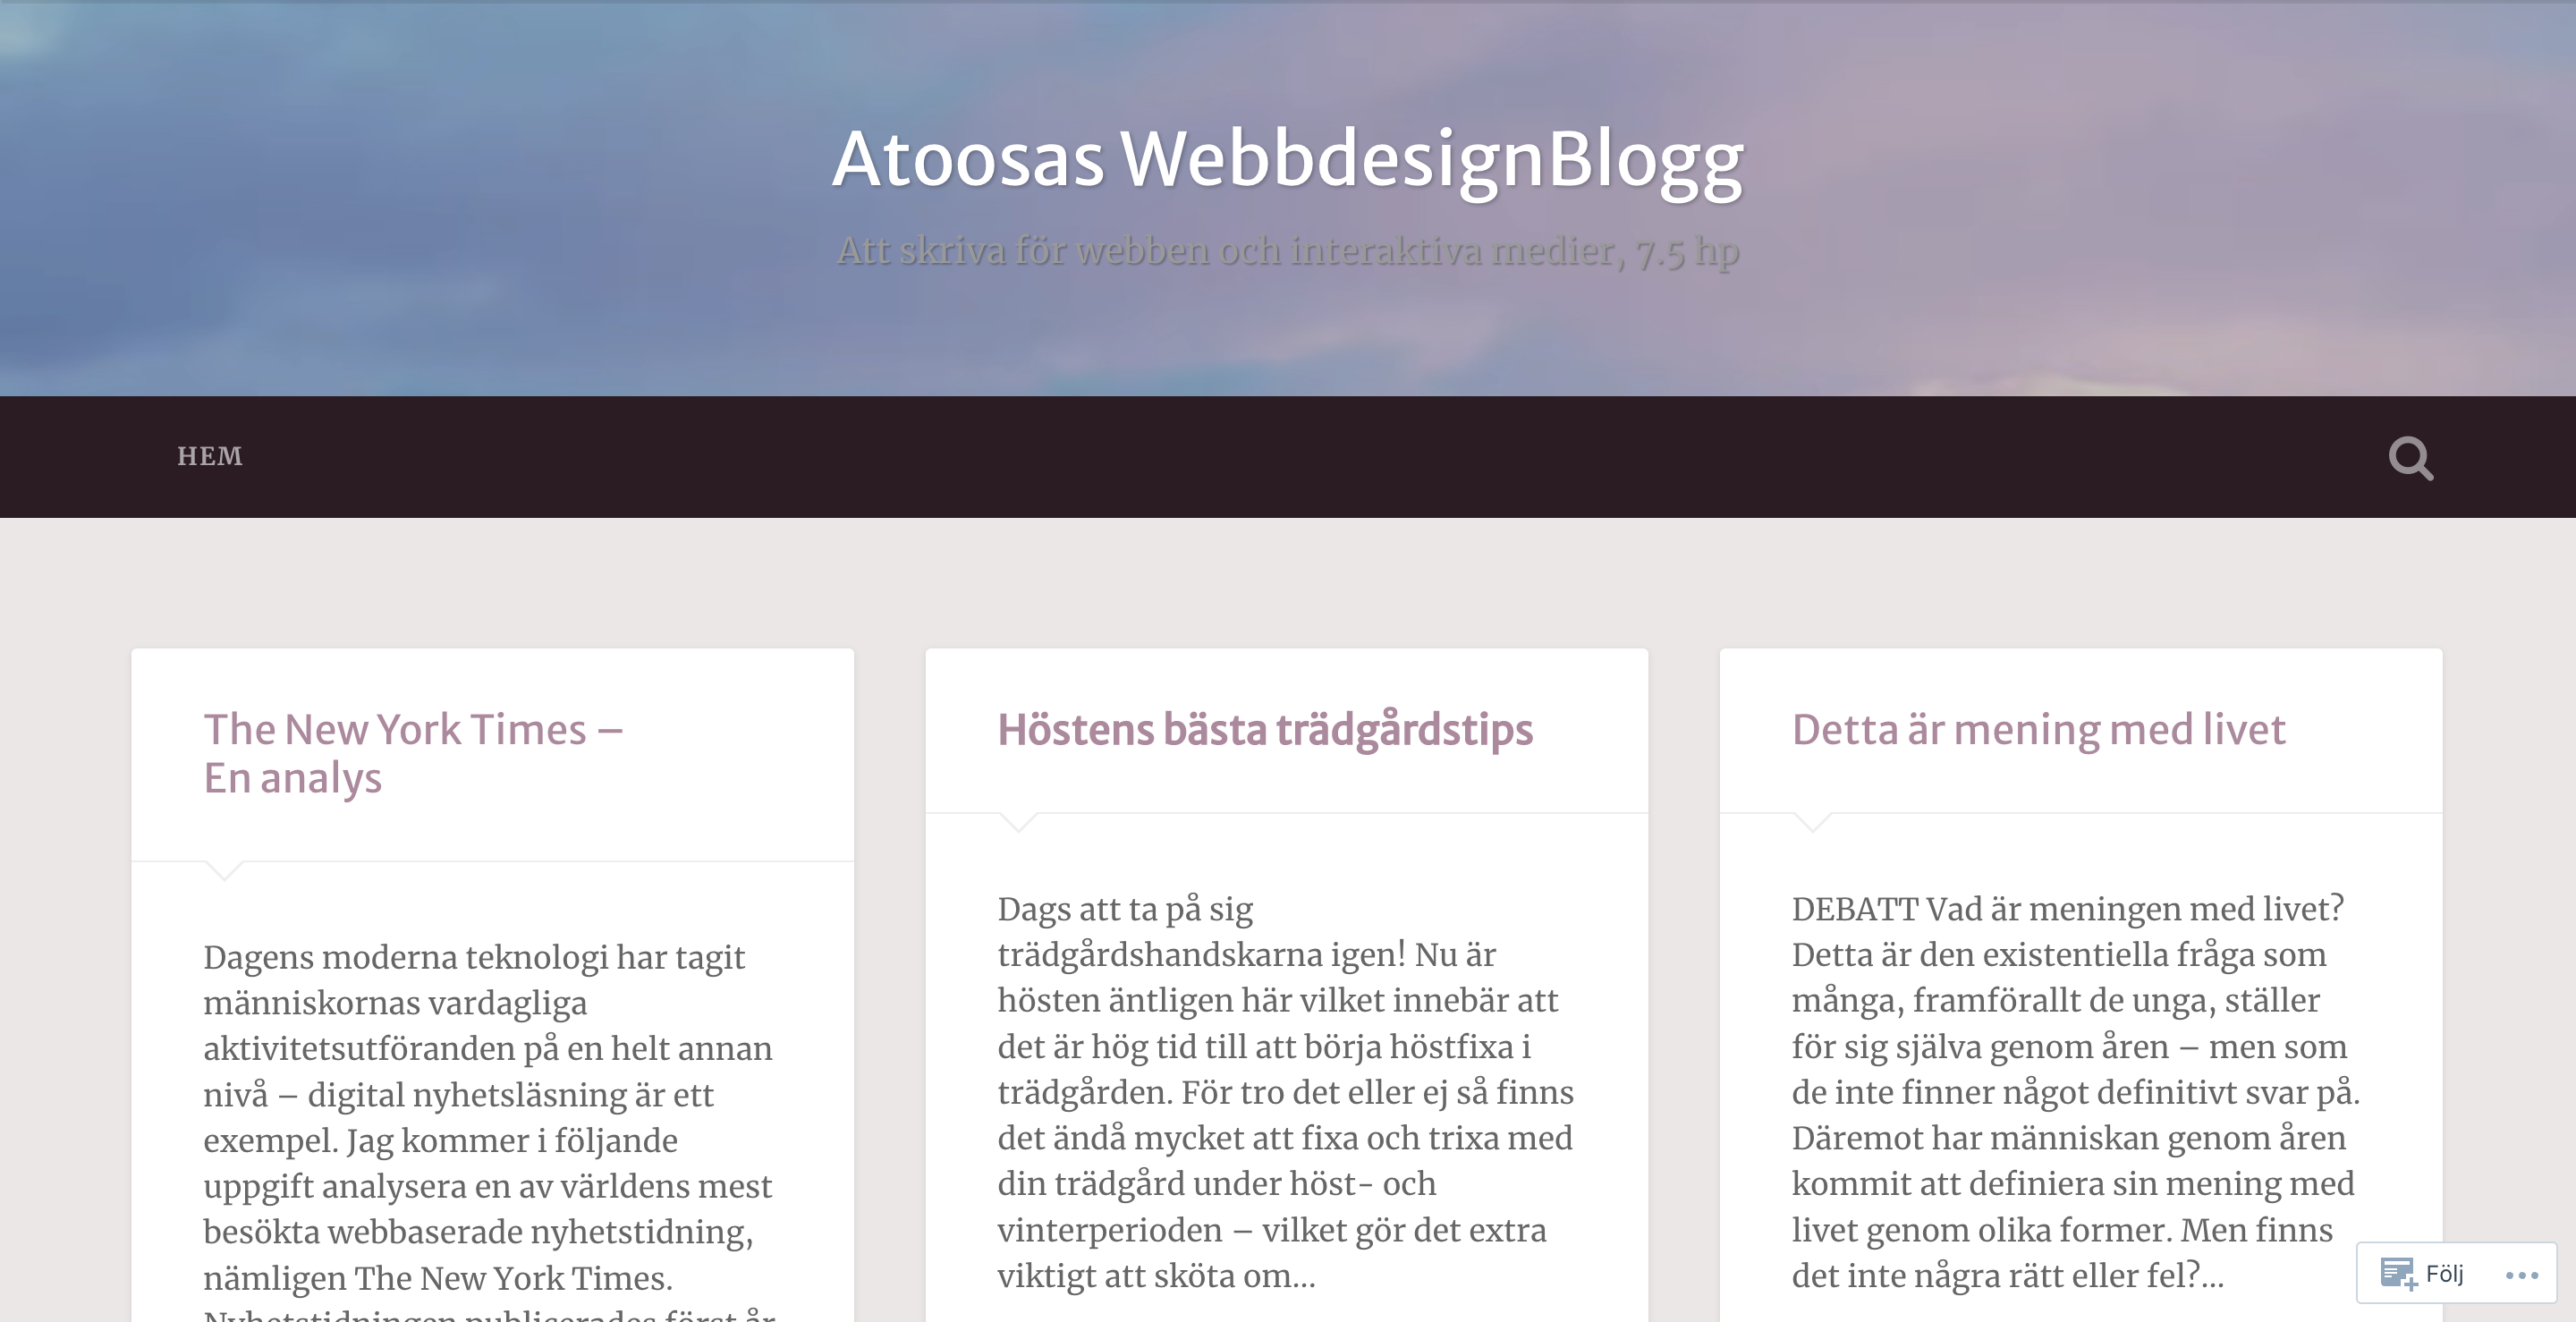 Atoosas WebbdesignBlogg
Att skriva för webben och interaktiva medier, 7.5 hp
HEM
The New York Times –
En analys
Dagens moderna teknologi har tagit
människornas vardagliga
aktivitetsutföranden på en helt annan
nivå – digital nyhetsläsning är ett
exempel. Jag kommer i följande
uppgift analysera en av världens mest
besökta webbaserade nyhetstidning,
nämligen The New York Times.
Nyhetstidningen publicerades först år
Höstens bästa trädgårdstips
Dags att ta på sig
trädgårdshandskarna igen! Nu är
hösten äntligen här vilket innebär att
det är hög tid till att börja höstfixa i
trädgården. För tro det eller ej så finns
det ändå mycket att fixa och trixa med
din trädgård under höst- och
vinterperioden – vilket gör det extra
viktigt att sköta om...
Detta är mening med livet
DEBATT Vad är meningen med livet?
Detta är den existentiella fråga som
många, framförallt de unga, ställer
för sig själva genom åren – men som
de inte finner något definitivt svar på.
Däremot har människan genom åren
kommit att definiera sin mening med
livet genom olika former. Men finns
det inte några rätt eller fel?...
Följ